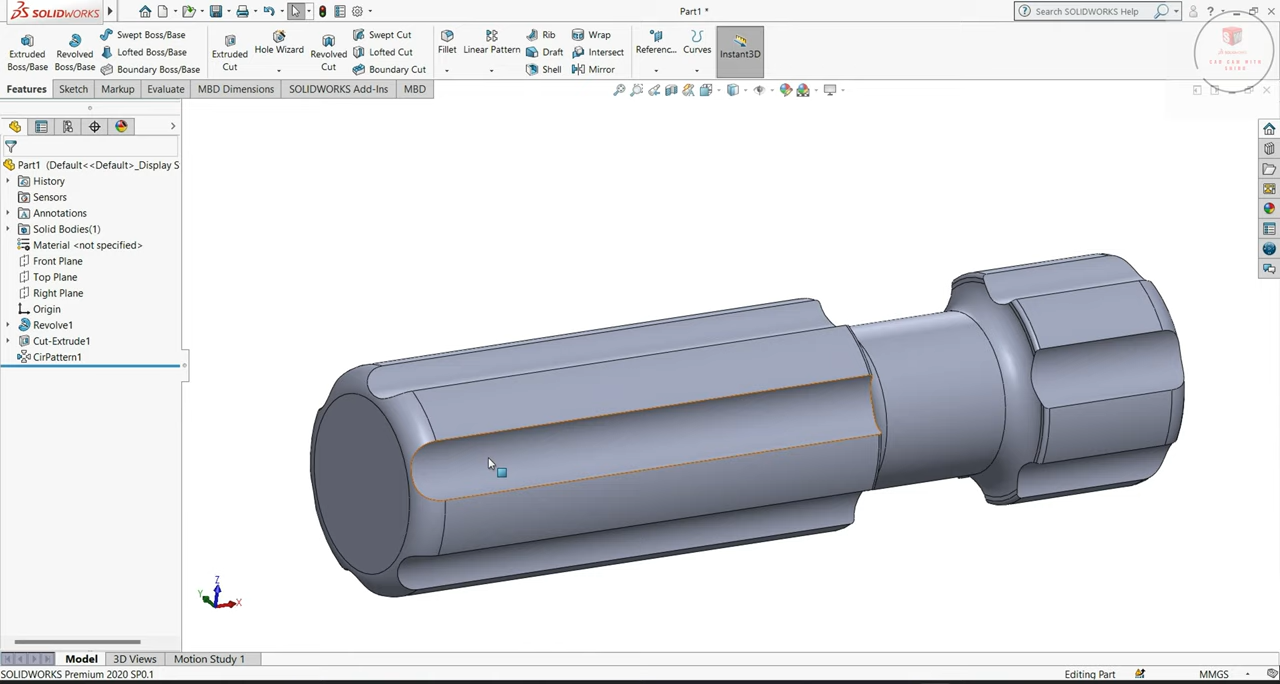 SOLIDWORKS
Part1 *
Search SOLIDWORKS Help
Extruded Boss/Base
Revolved Boss/Base
Swept Boss/Base
Lofted Boss/Base
Boundary Boss/Base
Extruded Cut
Hole Wizard
Revolved Cut
Swept Cut
Lofted Cut
Boundary Cut
Fillet
Linear Pattern
Rib
Draft
Shell
Wrap
Intersect
Mirror
Referenc...
Curves
Instant3D
Features
Sketch
Markup
Evaluate
MBD Dimensions
SOLIDWORKS Add-Ins
MBD
Part1 (Default<<Default>_Display S
History
Sensors
Annotations
Solid Bodies(1)
Material <not specified>
Front Plane
Top Plane
Right Plane
Origin
Revolve1
Cut-Extrude1
CirPattern1
Z
Y
X
Model
3D Views
Motion Study 1
SOLIDWORKS Premium 2020 SP0.1
Editing Part
MMGS